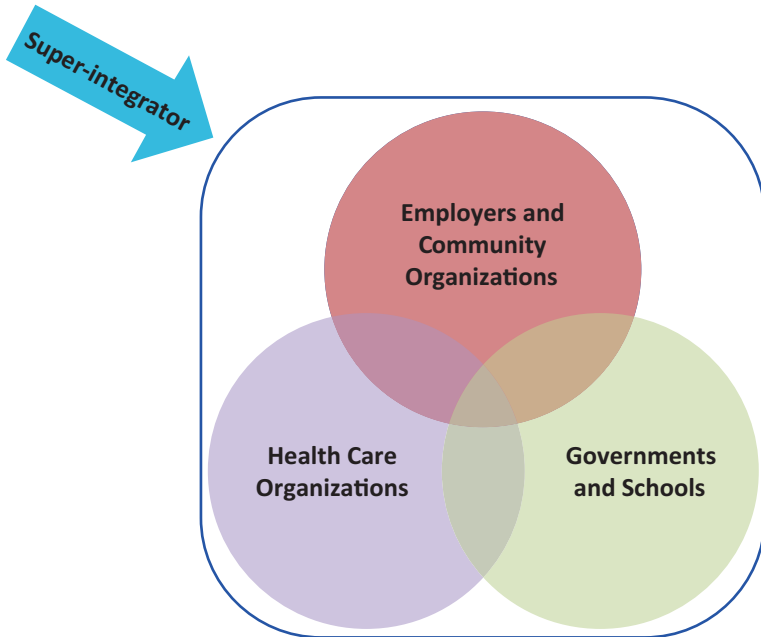 Super-integrator
Employers and
Community
Organizations
Health Care
Organizations
Governments
and Schools